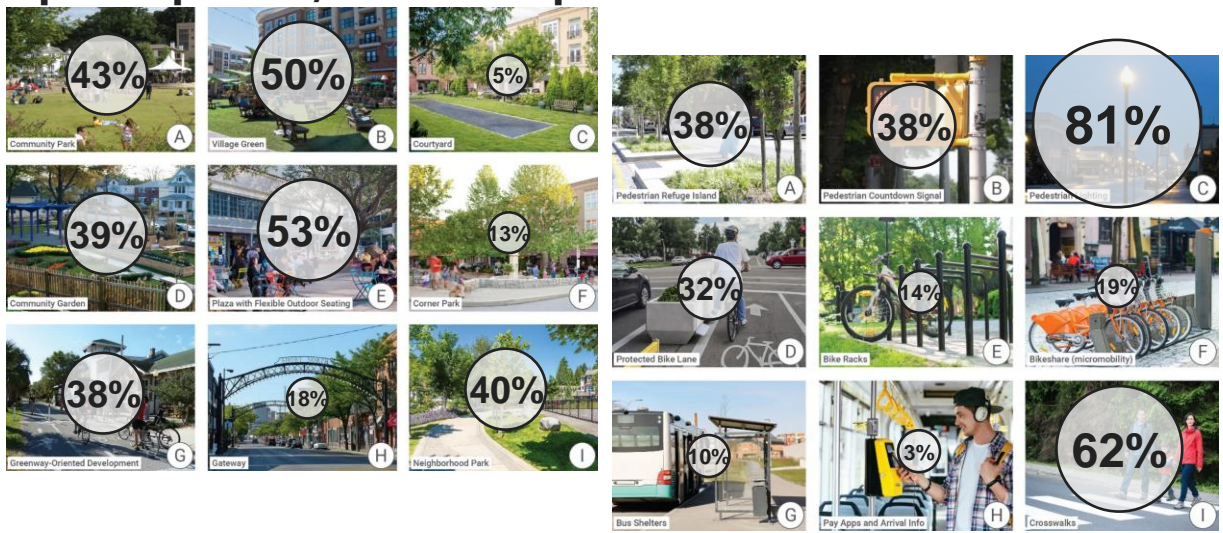 43%
A
Community Park
50%
B
Village Green
5%
C
Courtyard
39%
D
Community Garden
53%
E
Plaza with Flexible Outdoor Seating
13%
F
Corner Park
38%
G
Greenway-Oriented Development
18%
H
Gateway
40%
I
Neighborhood Park
38%
A
Pedestrian Refuge Island
38%
B
Pedestrian Countdown Signal
81%
C
Pedestrian Lighting
32%
D
Protected Bike Lane
14%
E
Bike Racks
19%
F
Bikeshare (micromobility)
10%
G
Bus Shelters
3%
H
Pay Apps and Arrival Info
62%
I
Crosswalks